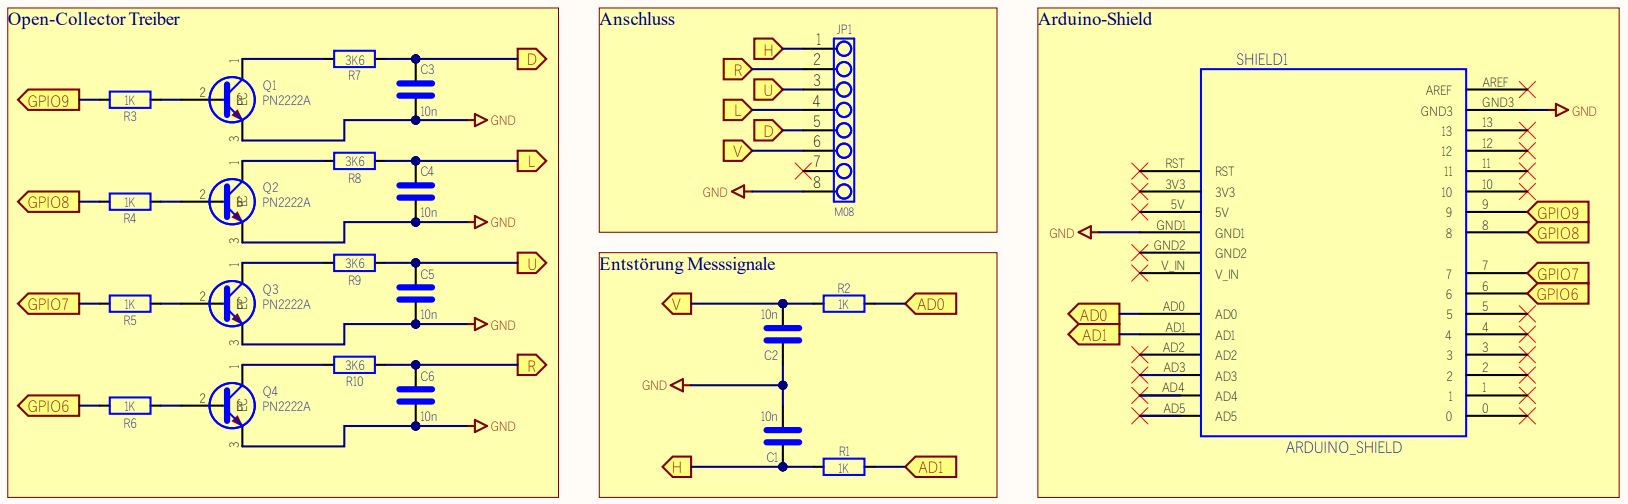 Open-Collector Treiber
GPIO9
1K
R3
2
1
3
Q1
PN2222A
3K6
R7
C3
10n
D
GND
GPIO8
1K
R4
2
1
3
Q2
PN2222A
3K6
R8
C4
10n
L
GND
GPIO7
1K
R5
2
1
3
Q3
PN2222A
3K6
R9
C5
10n
U
GND
GPIO6
1K
R6
2
1
3
Q4
PN2222A
3K6
R10
C6
10n
R
GND
Anschluss
JP1
H 1
R 2
U 3
L 4
D 5
V 6
7
GND 8
M08
Entstörung Messsignale
V
10n
C2
R2
1K
AD0
GND
10n
C1
R1
1K
H
AD1
Arduino-Shield
SHIELD1
RST RST
3V3 3V3
5V 5V
GND GND1 GND1
GND2 GND2
V_IN V_IN
AD0 AD0 AD0
AD1 AD1 AD1
AD2 AD2
AD3 AD3
AD4 AD4
AD5 AD5
AREF AREF
GND3 GND3 GND
13 13
12 12
11 11
10 10
9 9 GPIO9
8 8 GPIO8
7 7 GPIO7
6 6 GPIO6
5 5
4 4
3 3
2 2
1 1
0 0
ARDUINO_SHIELD